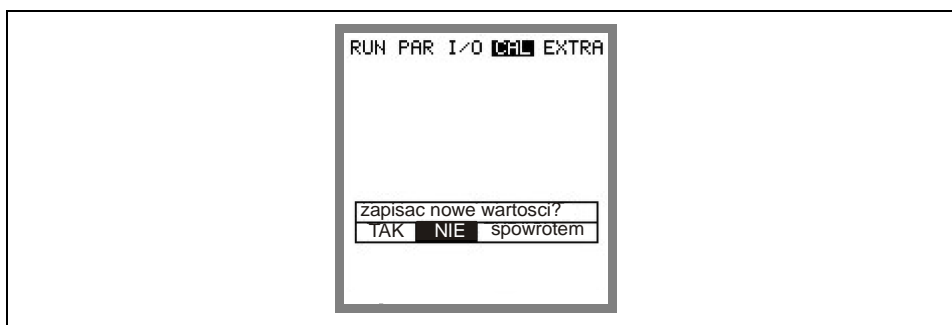 RUN PAR I/O CAL EXTRA
zapisac nowe wartosci?
TAK NIE spowrotem